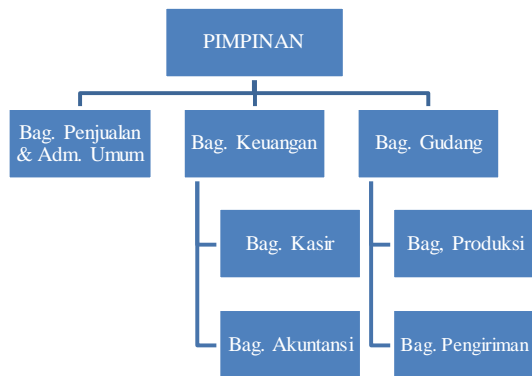 PIMPINAN
Bag. Penjualan
& Adm. Umum
Bag. Keuangan
Bag. Gudang
Bag. Kasir
Bag, Produksi
Bag. Akuntansi
Bag. Pengiriman